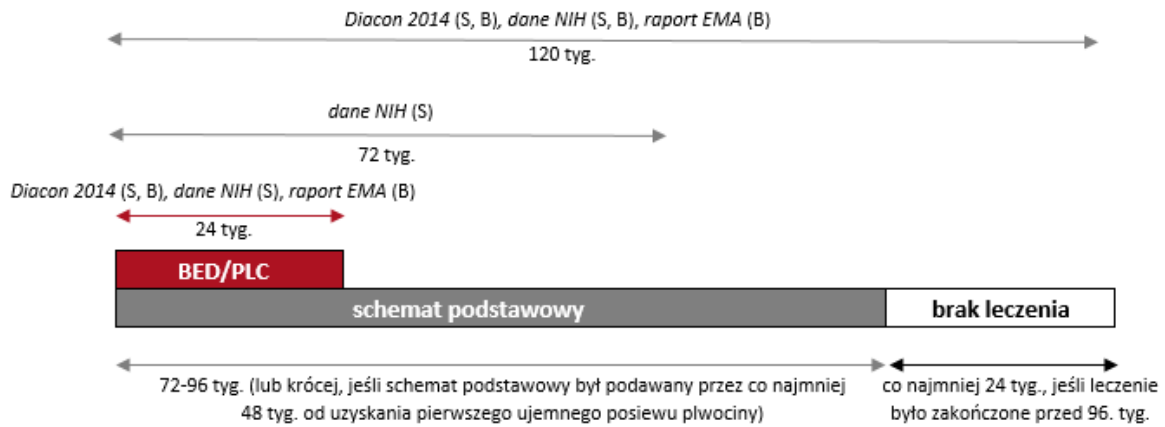 Diacon 2014 (S, B), dane NIH (S, B), raport EMA (B)
120 tyg.
dane NIH (S)
72 tyg.
Diacon 2014 (S, B), dane NIH (S), raport EMA (B)
24 tyg.
BED/PLC
schemat podstawowy
brak leczenia
72-96 tyg. (lub krócej, jeśli schemat podstawowy był podawany przez co najmniej
48 tyg. od uzyskania pierwszego ujemnego posiewu plwociny)
co najmniej 24 tyg., jeśli leczenie
było zakończone przed 96. tyg.